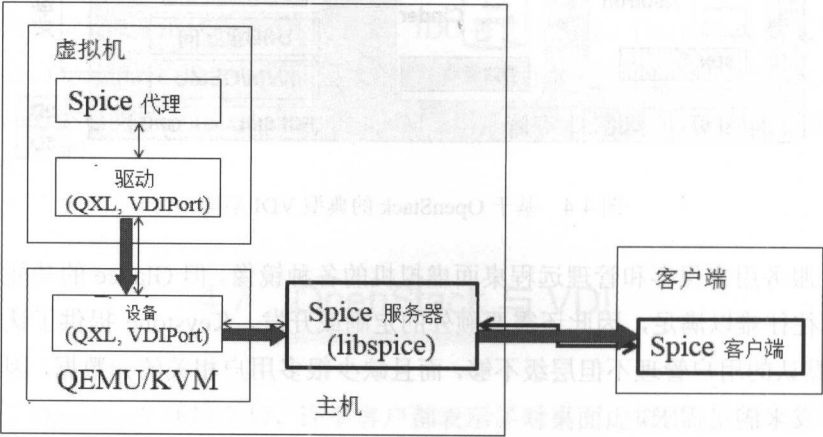 虚拟机
Spice 代理
驱动
(QXL, VDIPort)
设备
(QXL, VDIPort)
QEMU/KVM
Spice 服务器
(libspice)
主机
客户端
Spice 客户端